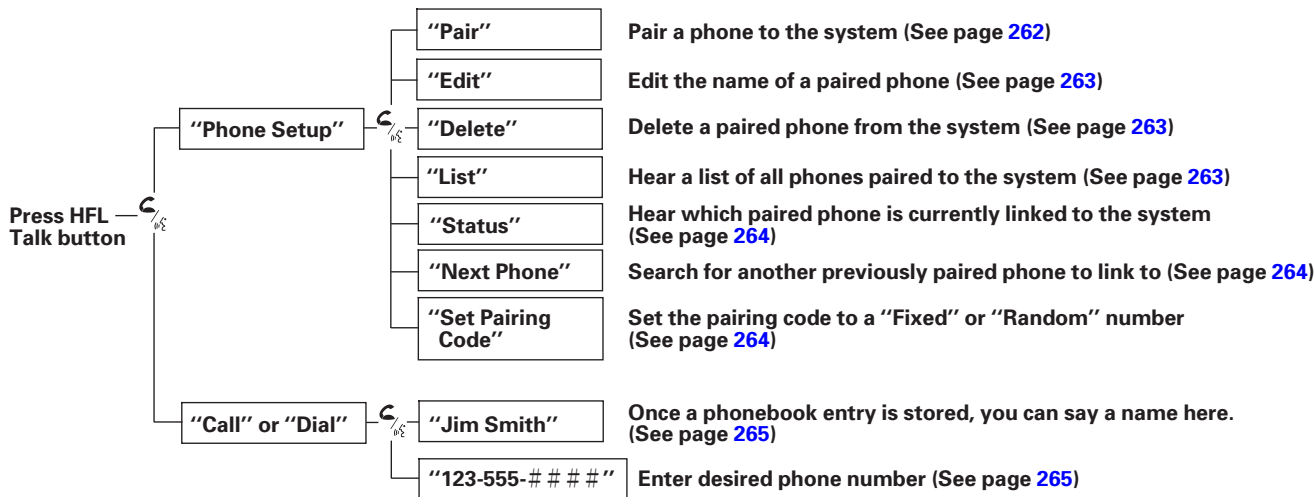 ‘‘Pair’’ Pair a phone to the system (See page 262)
‘‘Edit’’ Edit the name of a paired phone (See page 263)
‘‘Phone Setup’’
‘‘Delete’’ Delete a paired phone from the system (See page 263)
‘‘List’’ Hear a list of all phones paired to the system (See page 263)
Press HFL
Talk button
‘‘Status’’ Hear which paired phone is currently linked to the system
(See page 264)
‘‘Next Phone’’ Search for another previously paired phone to link to (See page 264)
‘‘Set Pairing
Code’’
Set the pairing code to a ‘‘Fixed’’ or ‘‘Random’’ number
(See page 264)
‘‘Call’’ or ‘‘Dial’’
‘‘Jim Smith’’ Once a phonebook entry is stored, you can say a name here.
(See page 265)
‘‘123-555-####’’ Enter desired phone number (See page 265)